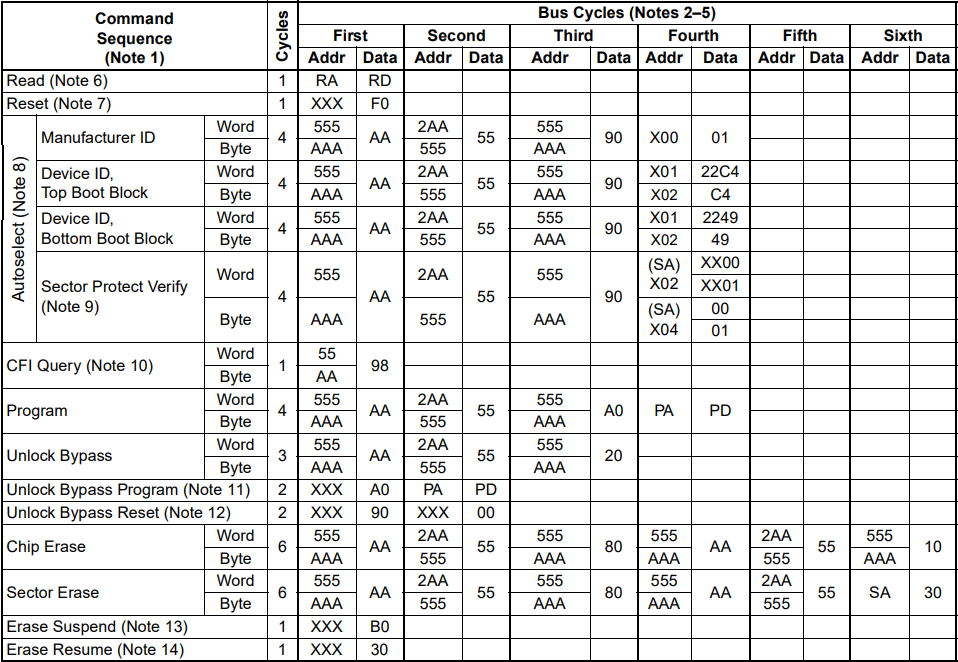 Command Sequence (Note 1) Cycles Bus Cycles (Notes 2–5)
First Second Third Fourth Fifth Sixth
Addr Data Addr Data Addr Data Addr Data Addr Data Addr Data
Read (Note 6) 1 RA RD
Reset (Note 7) 1 XXX F0
Autoselect (Note 8)
Manufacturer ID Word 4 555 AA 2AA 55 555 90 X00 01
Byte AAA 555 AAA
Device ID, Top Boot Block Word 4 555 AA 2AA 55 555 90 X01 22C4
Byte AAA 555 AAA X02 C4
Device ID, Bottom Boot Block Word 4 555 AA 2AA 55 555 90 X01 2249
Byte AAA 555 AAA X02 49
Sector Protect Verify (Note 9) Word 4 555 AA 2AA 55 555 90 (SA) X02 XX00
XX01
Byte AAA 555 AAA (SA) X04 00
01
CFI Query (Note 10) Word 1 55 98
Byte AA
Program Word 4 555 AA 2AA 55 555 A0 PA PD
Byte AAA 555 AAA
Unlock Bypass Word 3 555 AA 2AA 55 555 20
Byte AAA 555 AAA
Unlock Bypass Program (Note 11) 2 XXX A0 PA PD
Unlock Bypass Reset (Note 12) 2 XXX 90 XXX 00
Chip Erase Word 6 555 AA 2AA 55 555 80 555 AA 2AA 55 555 10
Byte AAA 555 AAA AAA 555 AAA
Sector Erase Word 6 555 AA 2AA 55 555 80 555 AA 2AA 55 SA 30
Byte AAA 555 AAA AAA 555
Erase Suspend (Note 13) 1 XXX B0
Erase Resume (Note 14) 1 XXX 30